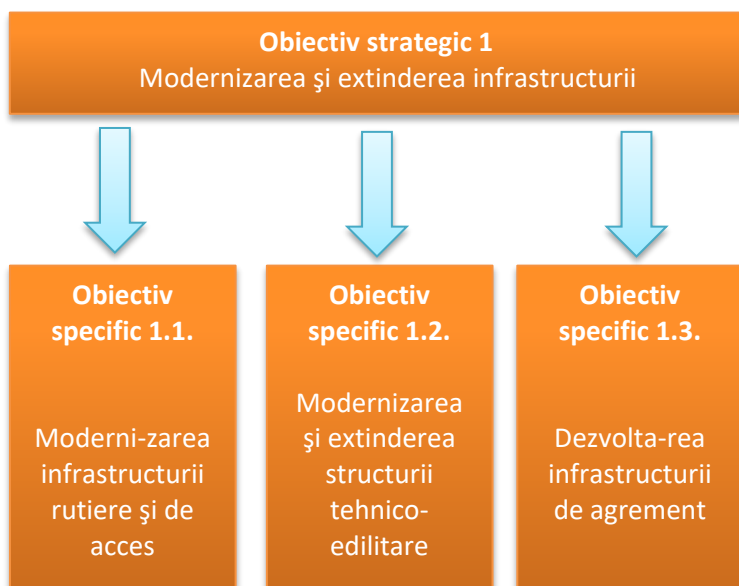 Obiectiv strategic 1
Modernizarea şi extinderea infrastructurii
Obiectiv
specific 1.1.
Moderni-zarea
infrastructurii
rutiere şi de
acces
Obiectiv
specific 1.2.
Modernizarea
şi extinderea
structurii
tehnico-
edilitare
Obiectiv
specific 1.3.
Dezvolta-rea
infrastructurii
de agrement